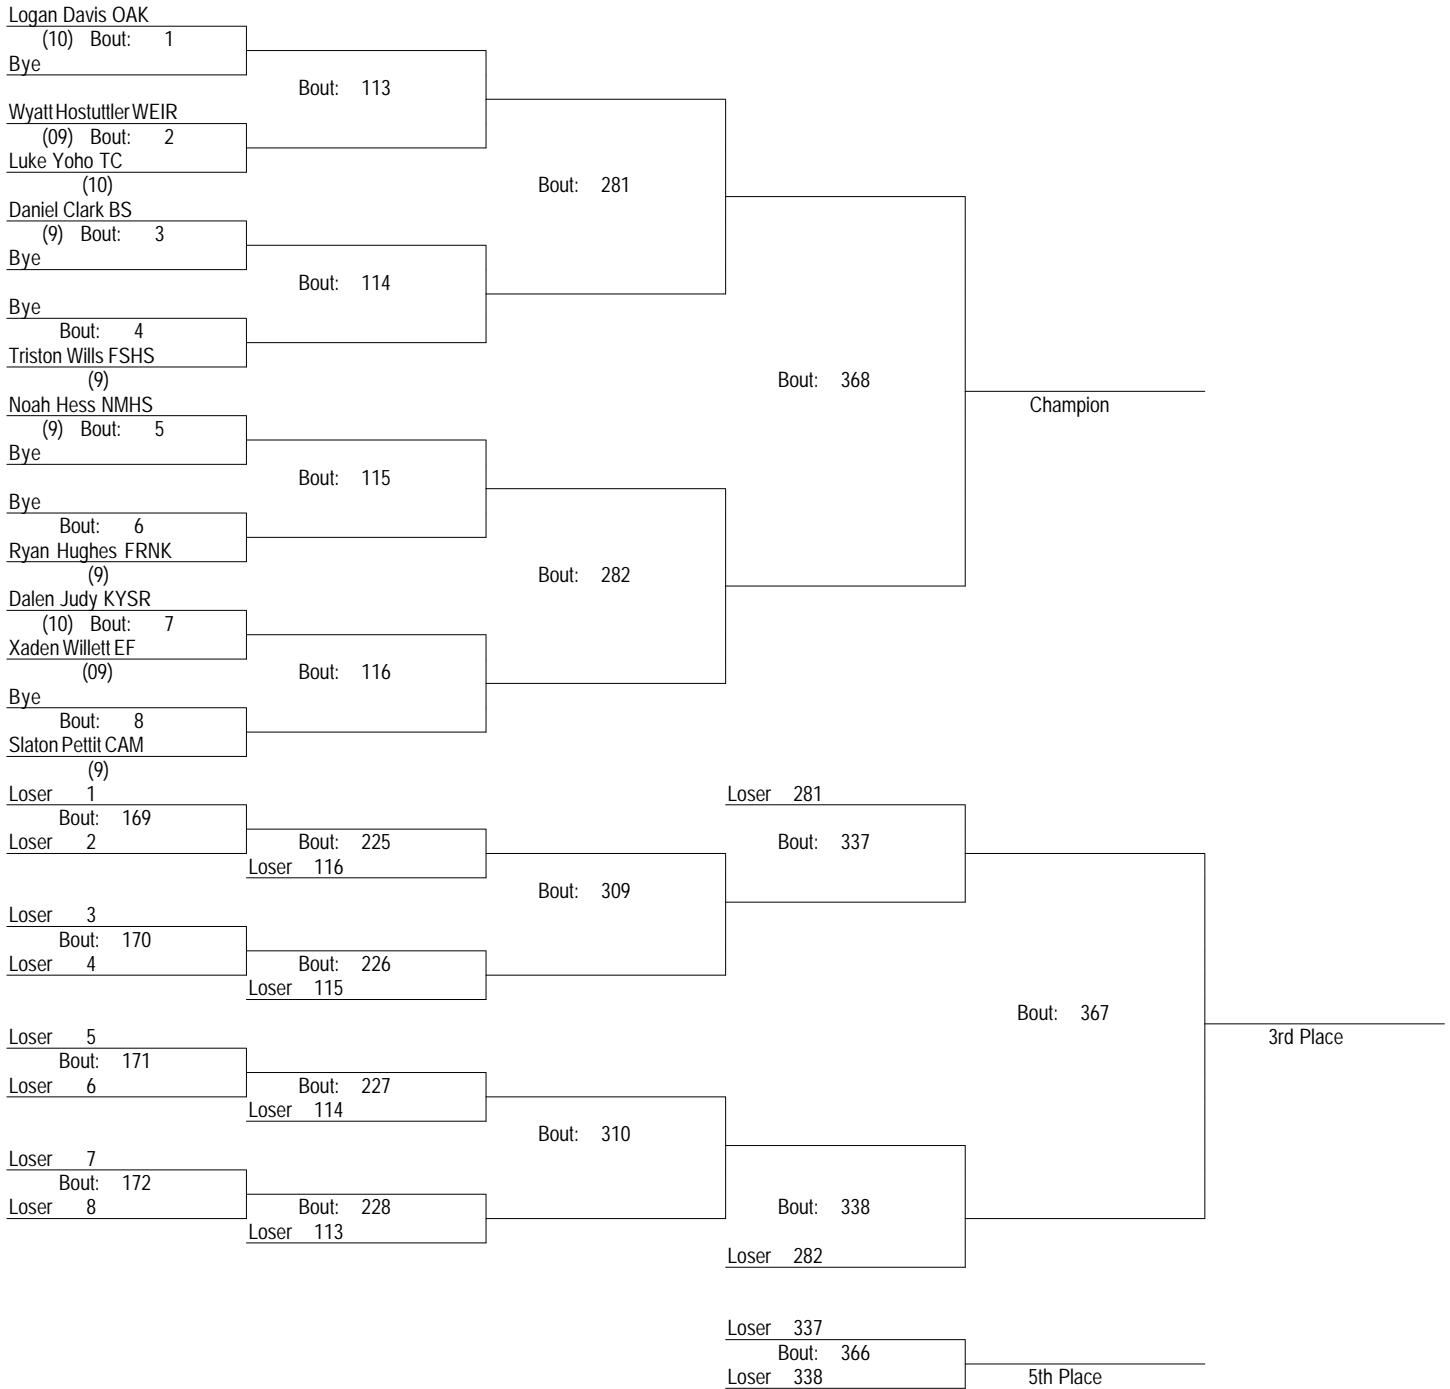 Logan Davis OAK
(10) Bout: 1
Bye
Bout: 113
Wyatt Hostuttler WEIR
(09) Bout: 2
Luke Yoho TC
(10)
Bout: 281
Daniel Clark BS
(9) Bout: 3
Bye
Bout: 114
Bye
Bout: 4
Triston Wills FSHS
(9)
Bout: 368
Champion
Noah Hess NMHS
(9) Bout: 5
Bye
Bout: 115
Bye
Bout: 6
Ryan Hughes FRNK
(9)
Bout: 282
Dalen Judy KYSR
(10) Bout: 7
Xaden Willett EF
(09)
Bout: 116
Bye
Bout: 8
Slaton Pettit CAM
(9)
Loser 1
Bout: 169
Loser 2
Bout: 225
Loser 116
Loser 281
Bout: 337
Bout: 309
Loser 3
Bout: 170
Loser 4
Bout: 226
Loser 115
Bout: 367
3rd Place
Loser 5
Bout: 171
Loser 6
Bout: 227
Loser 114
Bout: 310
Loser 7
Bout: 172
Loser 8
Bout: 228
Loser 113
Bout: 338
Loser 282
Loser 337
Bout: 366
Loser 338
5th Place